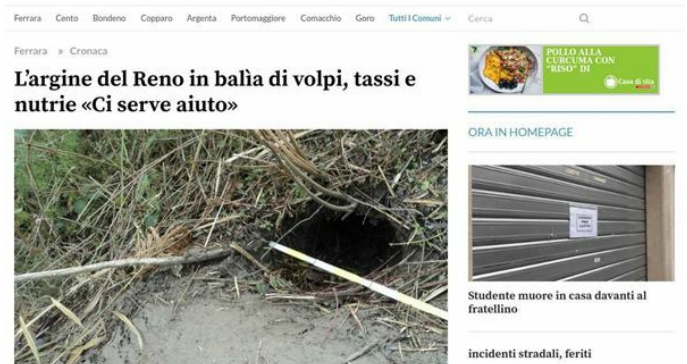 Ferrara Cento Bondeno Copparo Argenta Portomaggiore Comacchio Goro Tutti I Comuni Cerca
Ferrara » Cronaca
L'argine del Reno in balìa di volpi, tassi e
nutrie «Ci serve aiuto»
POLLO ALLA
CURCUMA CON
"RISO" DI
Casa di vita
ORA IN HOMEPAGE
Studente muore in casa davanti al
fratellino
incidenti stradali, feriti